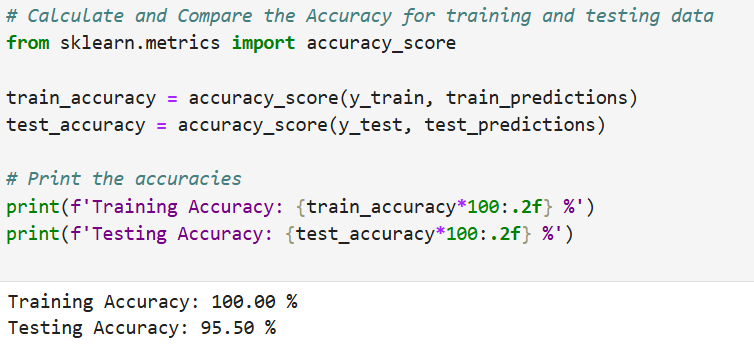 # Calculate and Compare the Accuracy for training and testing data
from sklearn.metrics import accuracy_score
train_accuracy = accuracy_score(y_train, train_predictions)
test_accuracy = accuracy_score(y_test, test_predictions)
# Print the accuracies
print(f'Training Accuracy: {train_accuracy*100:.2f} %')
print(f'Testing Accuracy: {test_accuracy*100:.2f} %')
Training Accuracy: 100.00 %
Testing Accuracy: 95.50 %